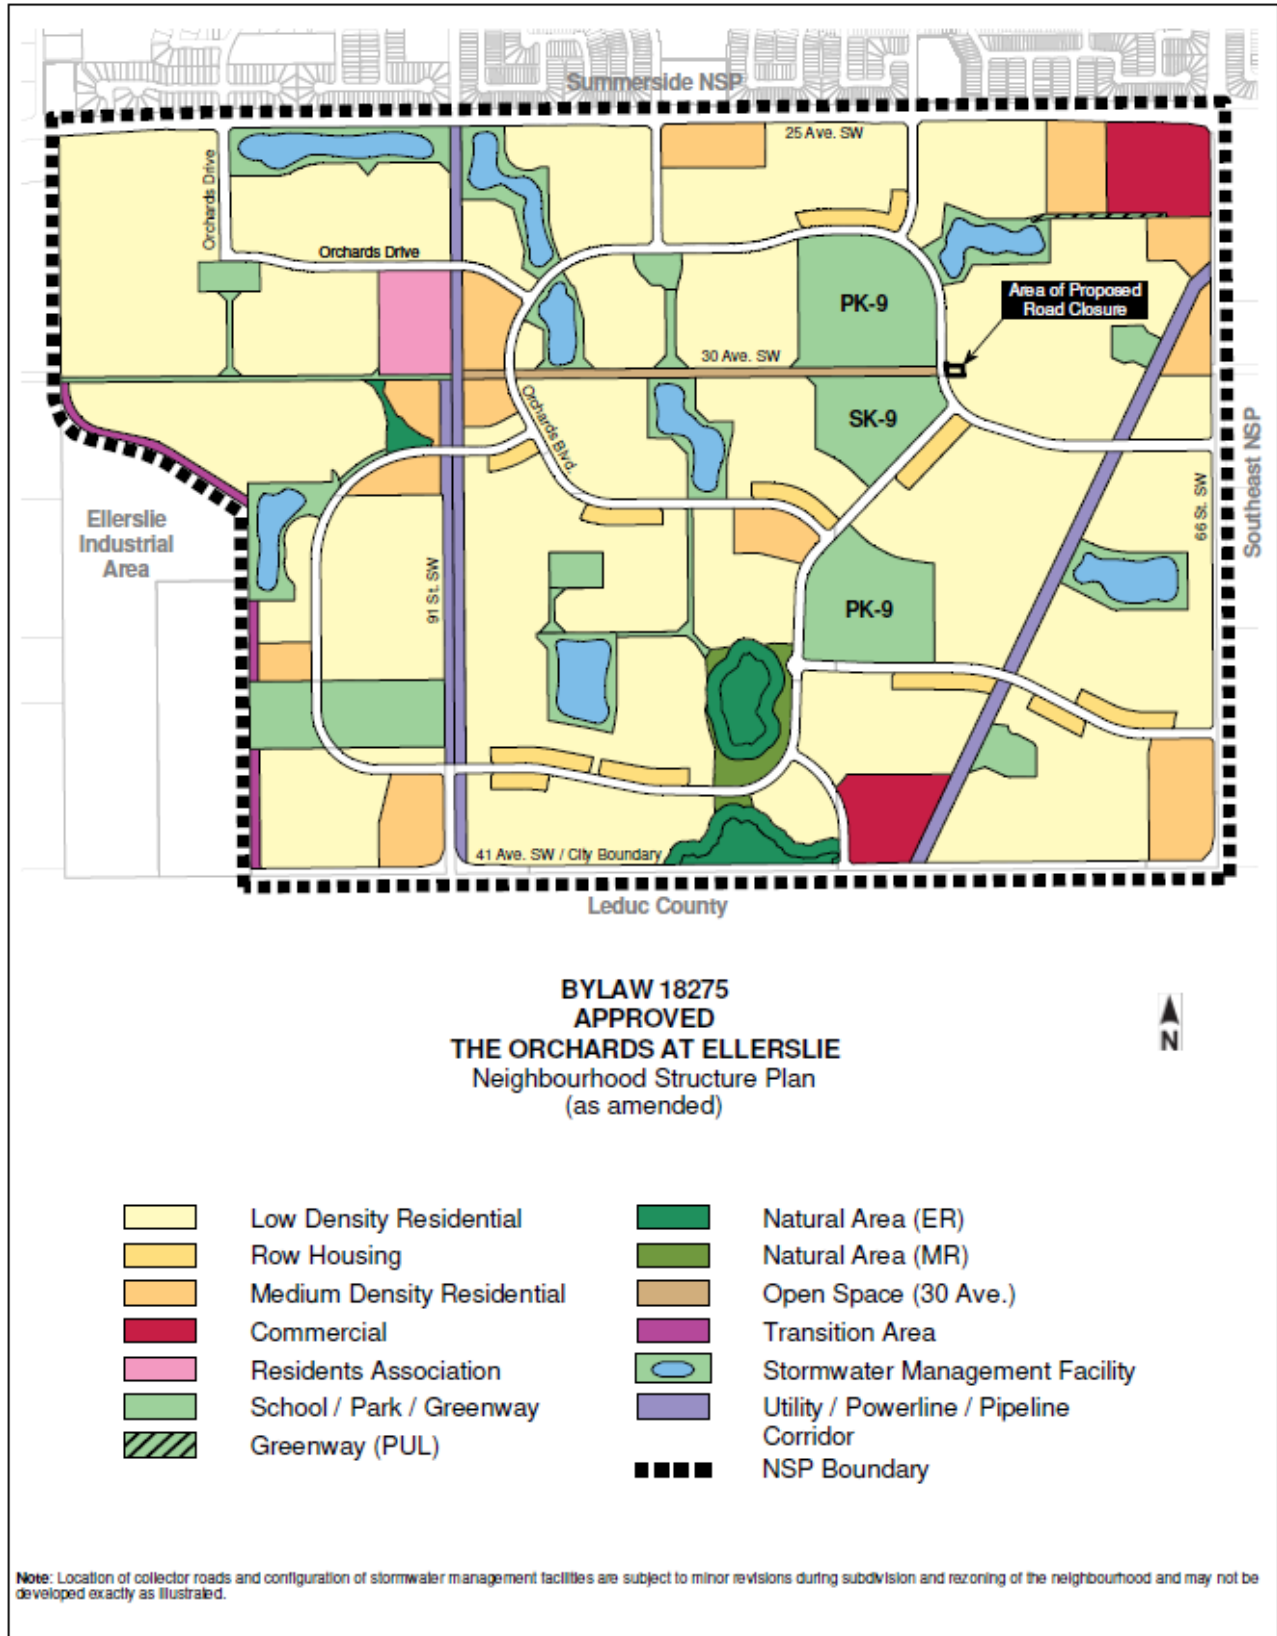 Summerside NSP
25 Ave. SW
Orchards Drive
Orchards Drive
PK-9
Area of Proposed
Road Closure
30 Ave. SW
Orchards Blvd.
SK-9
Ellerslie
Industrial
Area
66 St. SW
Southeast NSP
91 St. SW
PK-9
41 Ave. SW / City Boundary
Leduc County
BYLAW 18275
APPROVED
THE ORCHARDS AT ELLERSLIE
Neighbourhood Structure Plan
(as amended)
N
Low Density Residential
Row Housing
Medium Density Residential
Commercial
Residents Association
School / Park / Greenway
Greenway (PUL)
Natural Area (ER)
Natural Area (MR)
Open Space (30 Ave.)
Transition Area
Stormwater Management Facility
Utility / Powerline / Pipeline
Corridor
NSP Boundary
Note: Location of collector roads and configuration of stormwater management facilities are subject to minor revisions during subdivision and rezoning of the neighbourhood and may not be
developed exactly as illustrated.